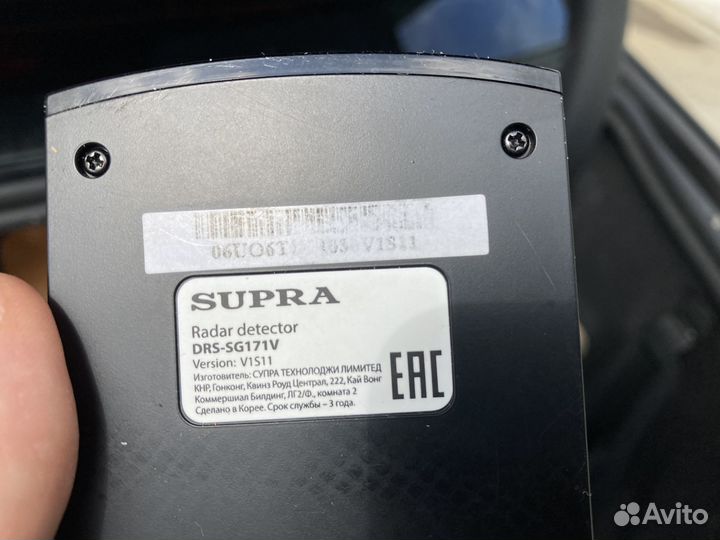 V1S11
SUPRA
Radar detector
DRS-SG171V
Version: V1S11
Изготовитель: СУПРА ТЕХНОЛОДЖИ ЛИМИТЕД
КНР, Гонконг, Квинз Роуд Централ, 222, Кай Вонг
Коммершиал Билдинг, ЛГ2/Ф., комната 2
Сделано в Корее. Срок службы – 3 года.
EAC
Avito